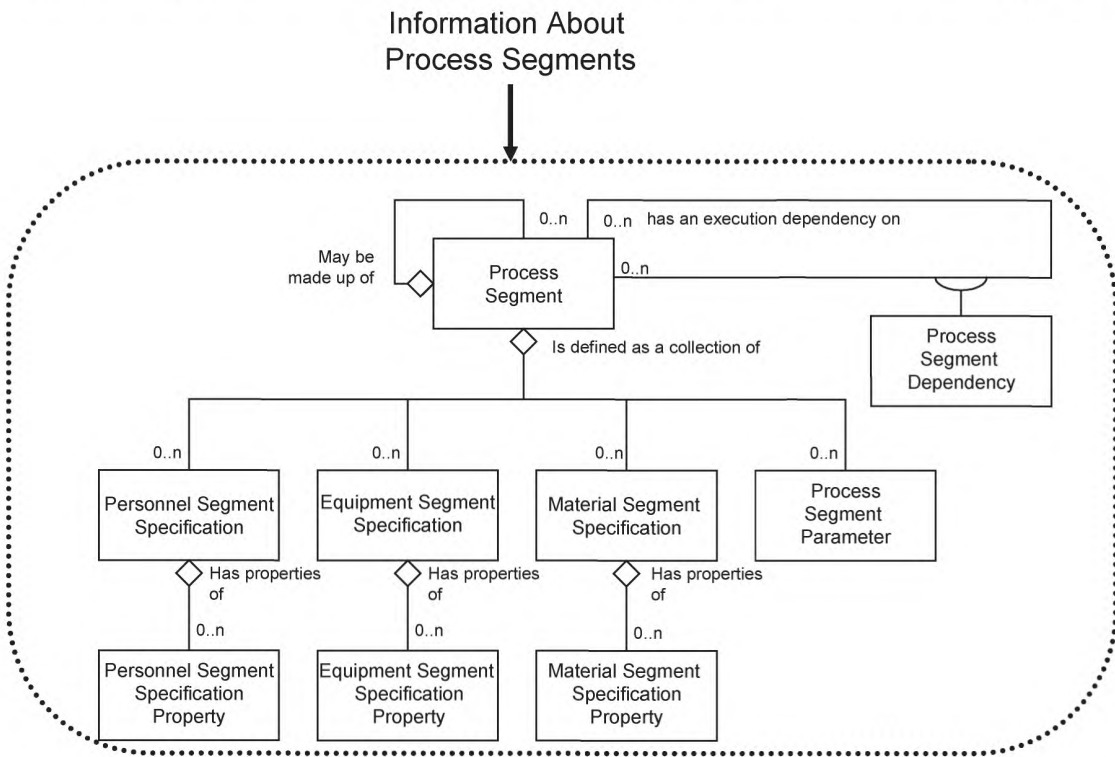 Information About
Process Segments
0..n
0..n
has an execution dependency on
May be
made up of
Process
Segment
0..n
Is defined as a collection of
Process
Segment
Dependency
0..n
0..n
0..n
0..n
Personnel Segment
Specification
Equipment Segment
Specification
Material Segment
Specification
Process
Segment
Parameter
Has properties
of
Has properties
of
Has properties
of
0..n
0..n
0..n
Personnel Segment
Specification
Property
Equipment Segment
Specification
Property
Material Segment
Specification
Property